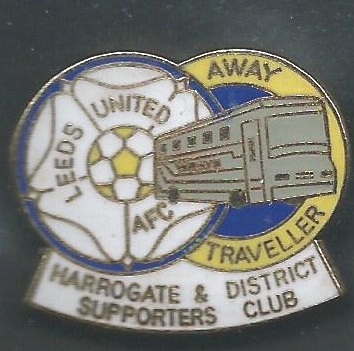 LEEDS
UNITED
AFC
AWAY
TRAVELLER
HARROGATE & DISTRICT
SUPPORTERS CLUB